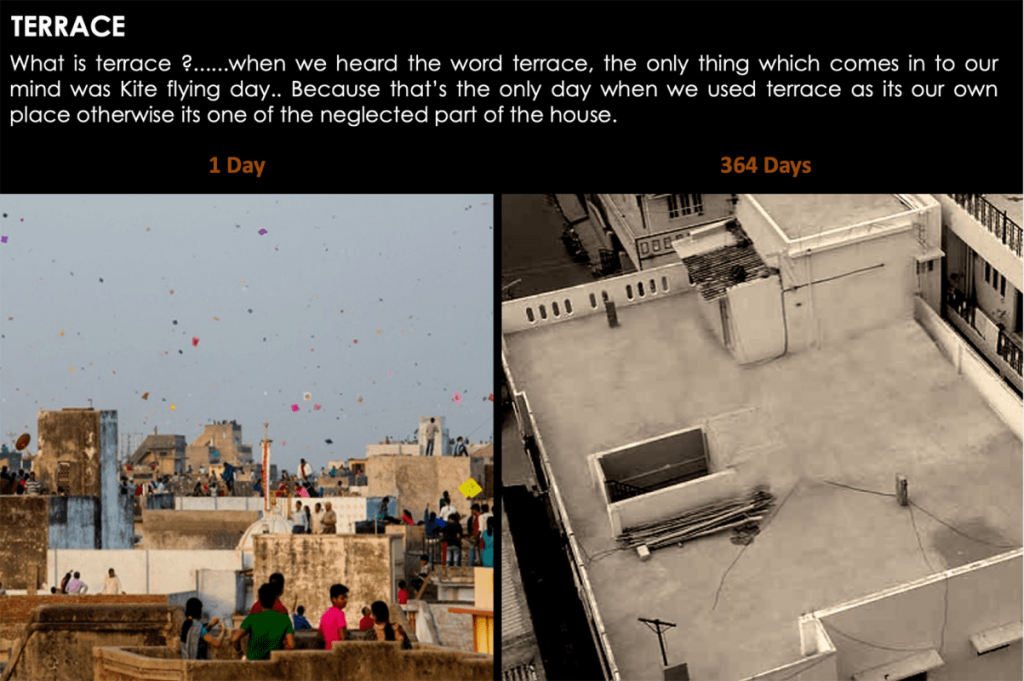 TERRACE
What is terrace ?......when we heard the word terrace, the only thing which comes in to our
mind was Kite flying day.. Because that's the only day when we used terrace as its our own
place otherwise its one of the neglected part of the house.
1 Day
364 Days